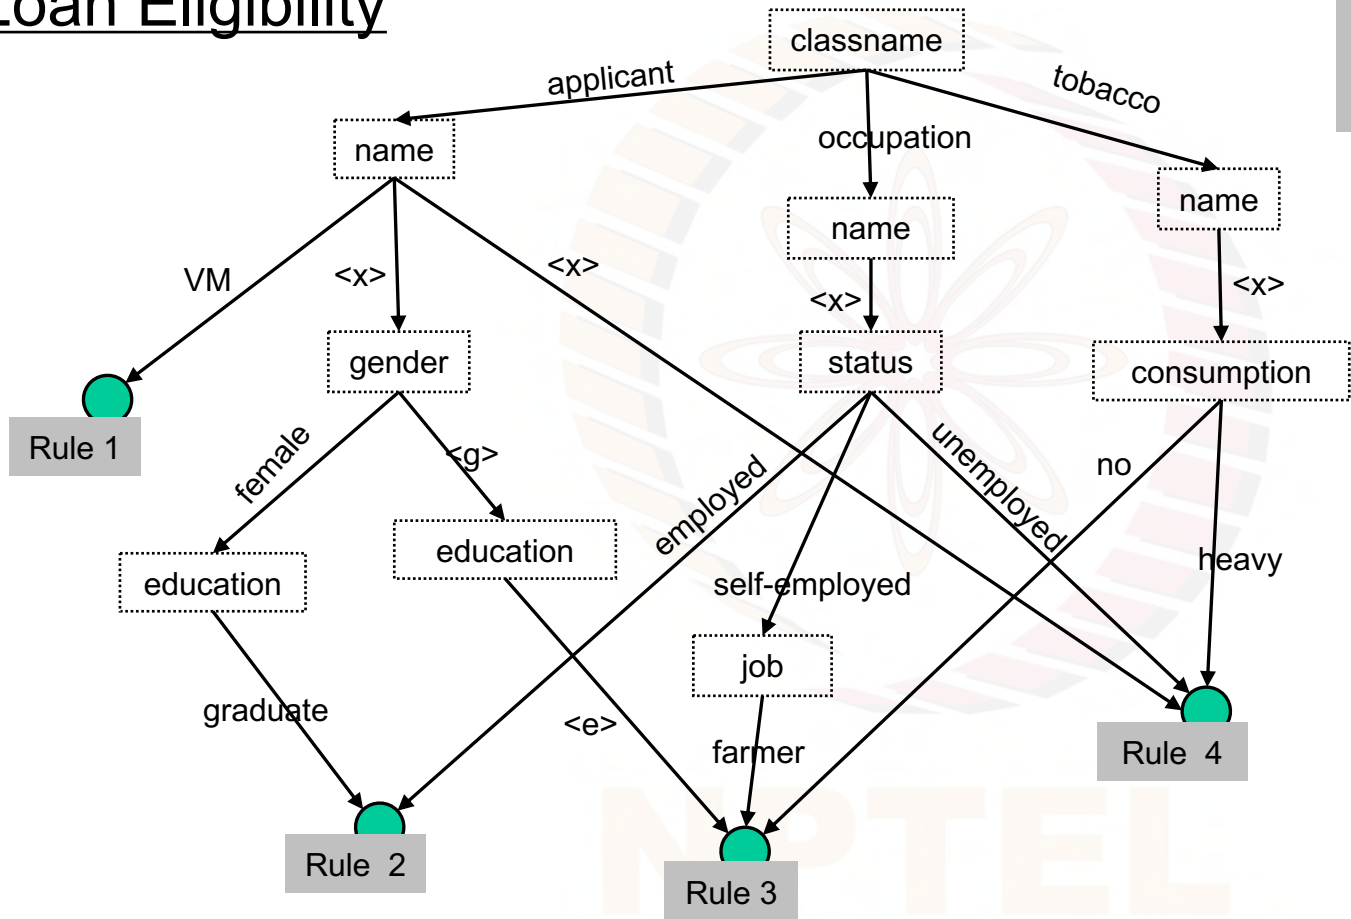 Loan Eligibility
classname
applicant
tobacco
occupation
name
name
name
VM
<x>
<x>
<x>
<x>
gender
status
consumption
Rule 1
female
<g>
employed
unemployed
no
education
education
self-employed
heavy
job
graduate
<e>
farmer
Rule 4
Rule 2
Rule 3
NPTEL